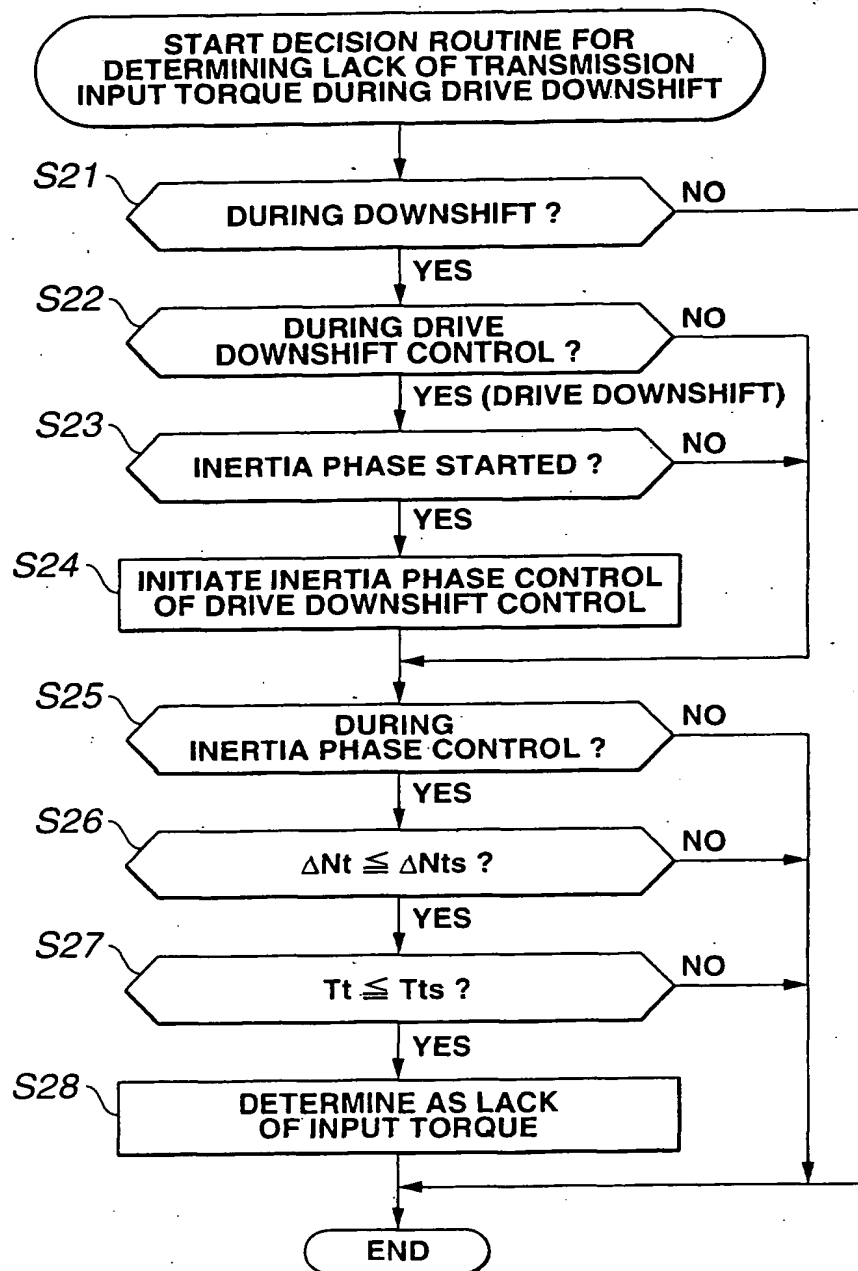 START DECISION ROUTINE FOR
DETERMINING LACK OF TRANSMISSION
INPUT TORQUE DURING DRIVE DOWNSHIFT
S21
DURING DOWNSHIFT ?
NO
YES
S22
DURING DRIVE
DOWNSHIFT CONTROL ?
NO
YES (DRIVE DOWNSHIFT)
S23
INERTIA PHASE STARTED ?
NO
YES
S24
INITIATE INERTIA PHASE CONTROL
OF DRIVE DOWNSHIFT CONTROL
S25
DURING
INERTIA PHASE CONTROL ?
NO
YES
S26
ΔNt ≦ ΔNts ?
NO
YES
S27
Tt ≦ Tts ?
NO
YES
S28
DETERMINE AS LACK
OF INPUT TORQUE
END